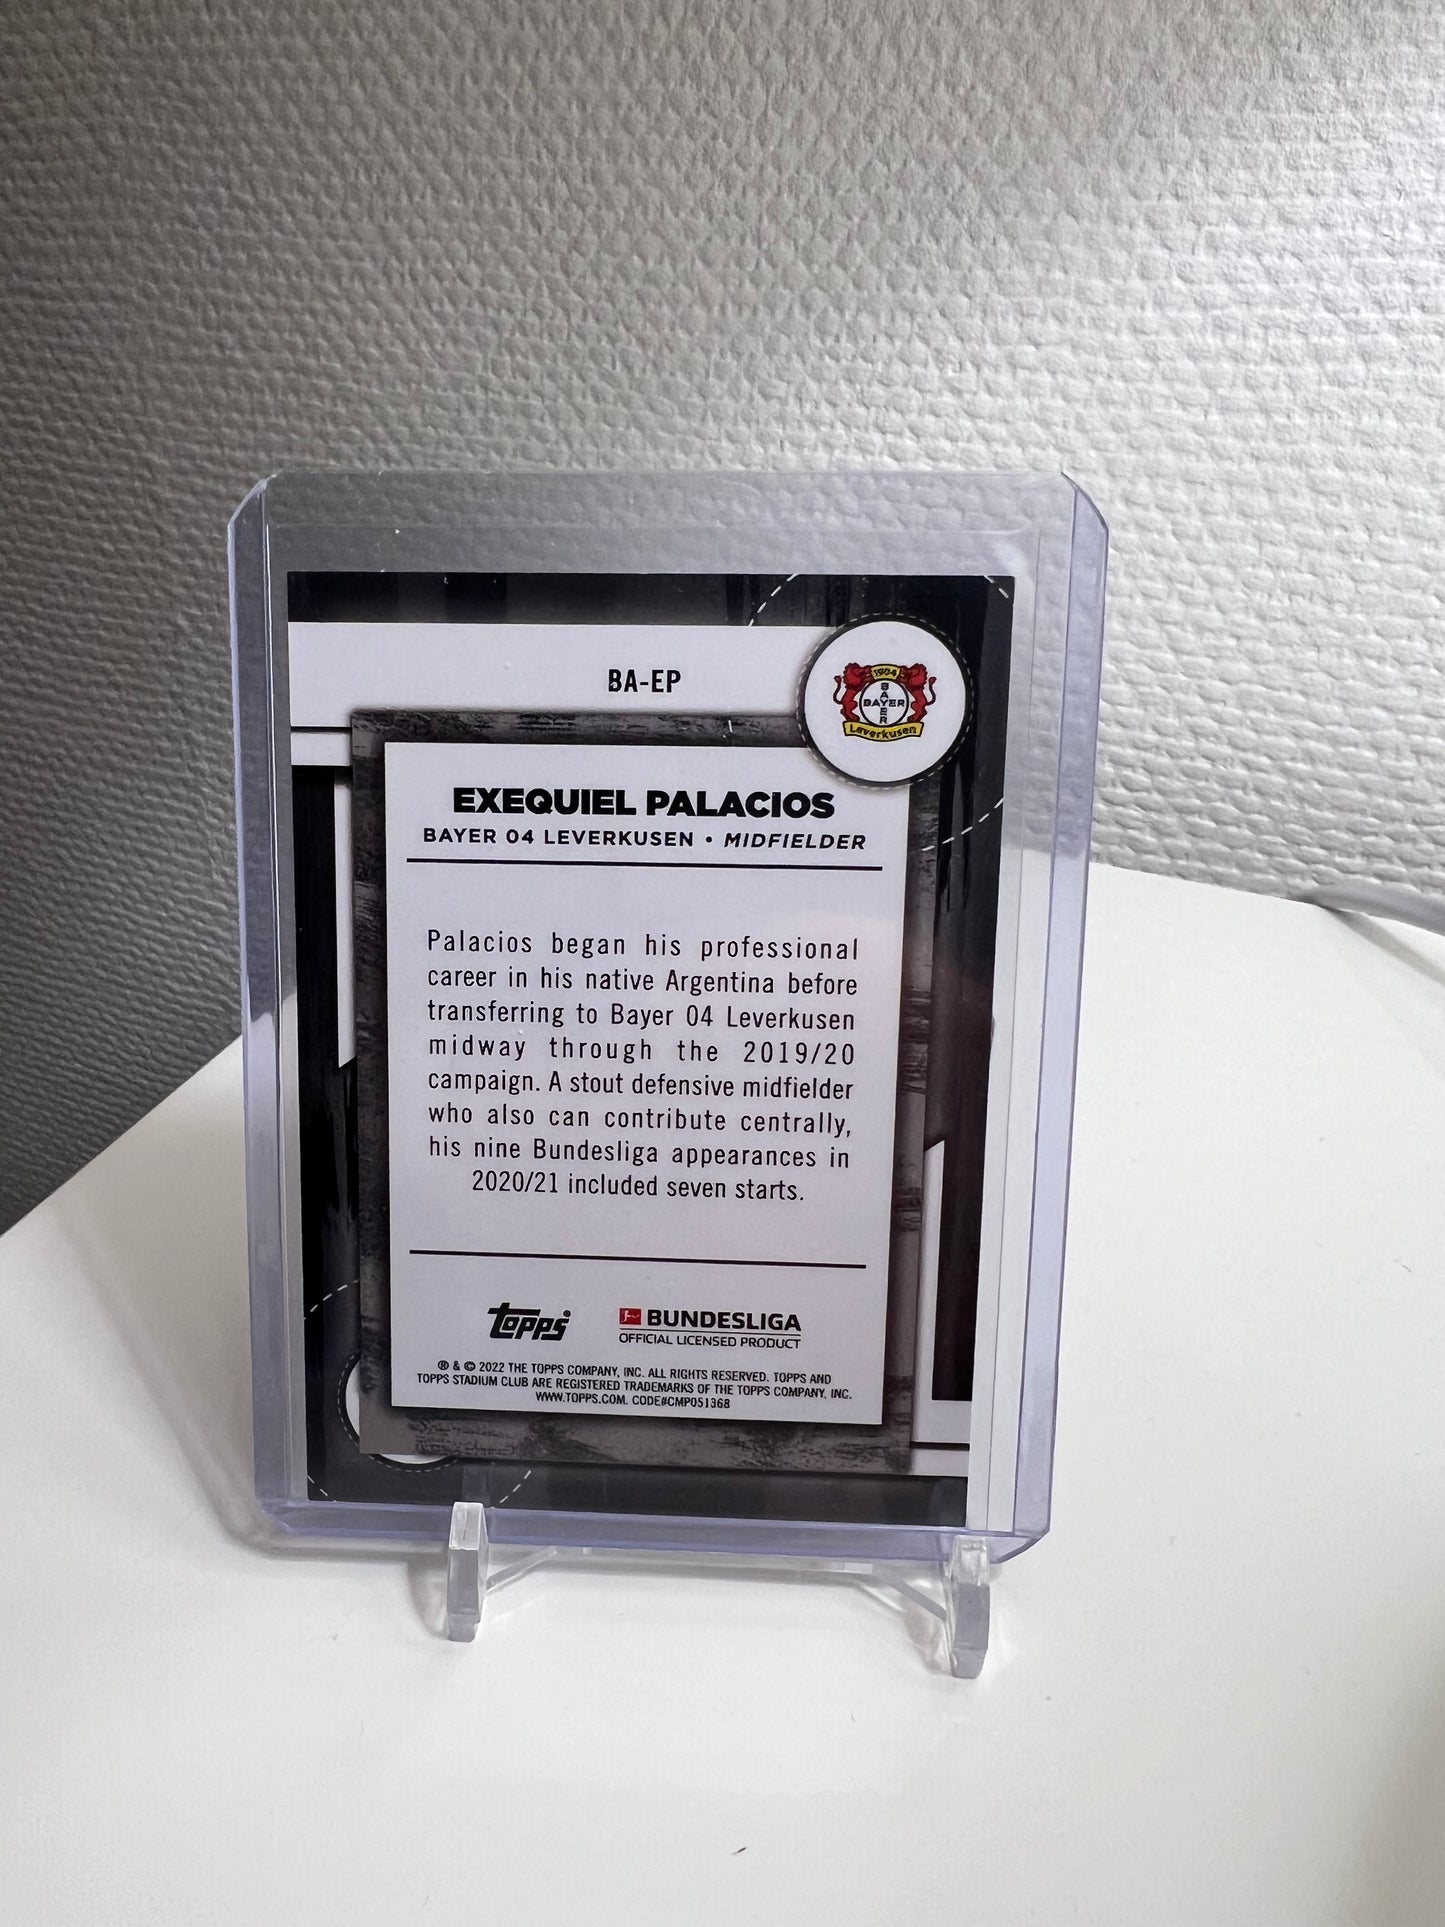 BA-EP
1904
BAYER
BAYER
Leverkusen
EXEQUIEL PALACIOS
BAYER 04 LEVERKUSEN • MIDFIELDER
Palacios began his professional
career in his native Argentina before
transferring to Bayer 04 Leverkusen
midway through the 2019/20
campaign. A stout defensive midfielder
who also can contribute centrally,
his nine Bundesliga appearances in
2020/21 included seven starts.
topps®
BUNDESLIGA
OFFICIAL LICENSED PRODUCT
® & © 2022 THE TOPPS COMPANY, INC. ALL RIGHTS RESERVED. TOPPS AND
TOPPS STADIUM CLUB ARE REGISTERED TRADEMARKS OF THE TOPPS COMPANY, INC.
WWW.TOPPS.COM. CODE#CMP051368